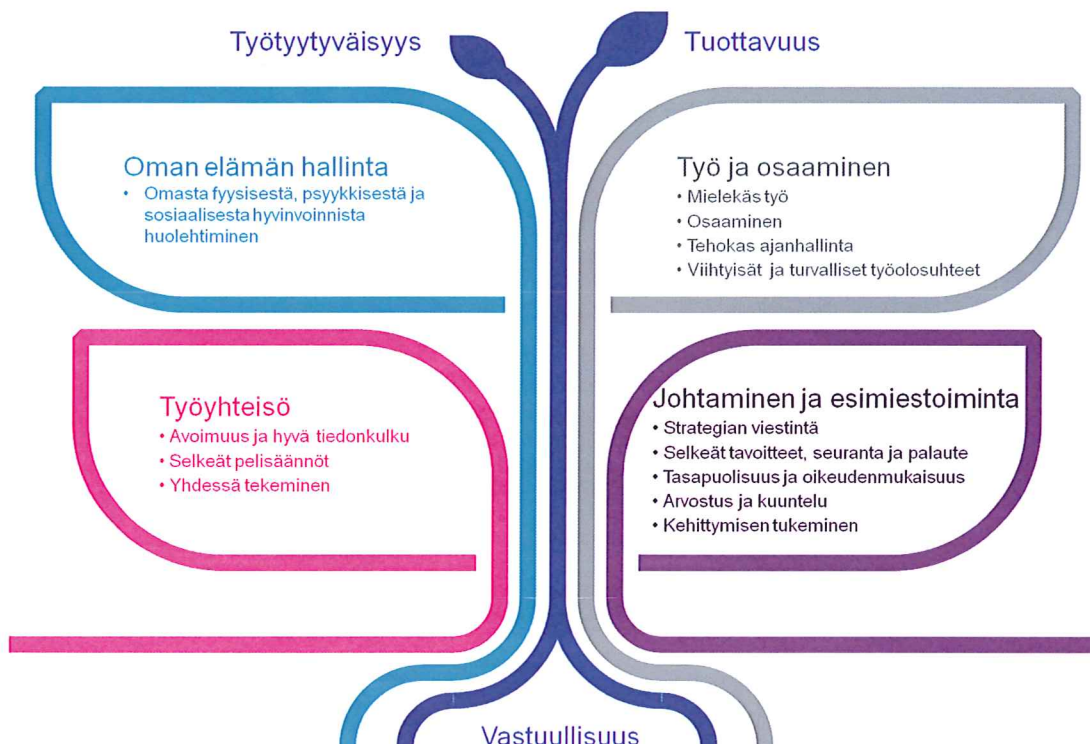 Työtyytyväisyys
Tuottavuus
Oman elämän hallinta
• Omasta fyysisestä, psyykkisestä ja
sosiaalisesta hyvinvoinnista
huolehtiminen
Työ ja osaaminen
• Mielekäs työ
• Osaaminen
• Tehokas ajanhallinta
• Viihtyisät ja turvalliset työolosuhteet
Työyhteisö
• Avoimuus ja hyvä tiedonkulku
• Selkeät pelisäännöt
• Yhdessä tekeminen
Johtaminen ja esimiestoiminta
• Strategian viestintä
• Selkeät tavoitteet, seuranta ja palaute
• Tasapuolisuus ja oikeudenmukaisuus
• Arvostus ja kuuntelu
• Kehittymisen tukeminen
Vastuullisuus